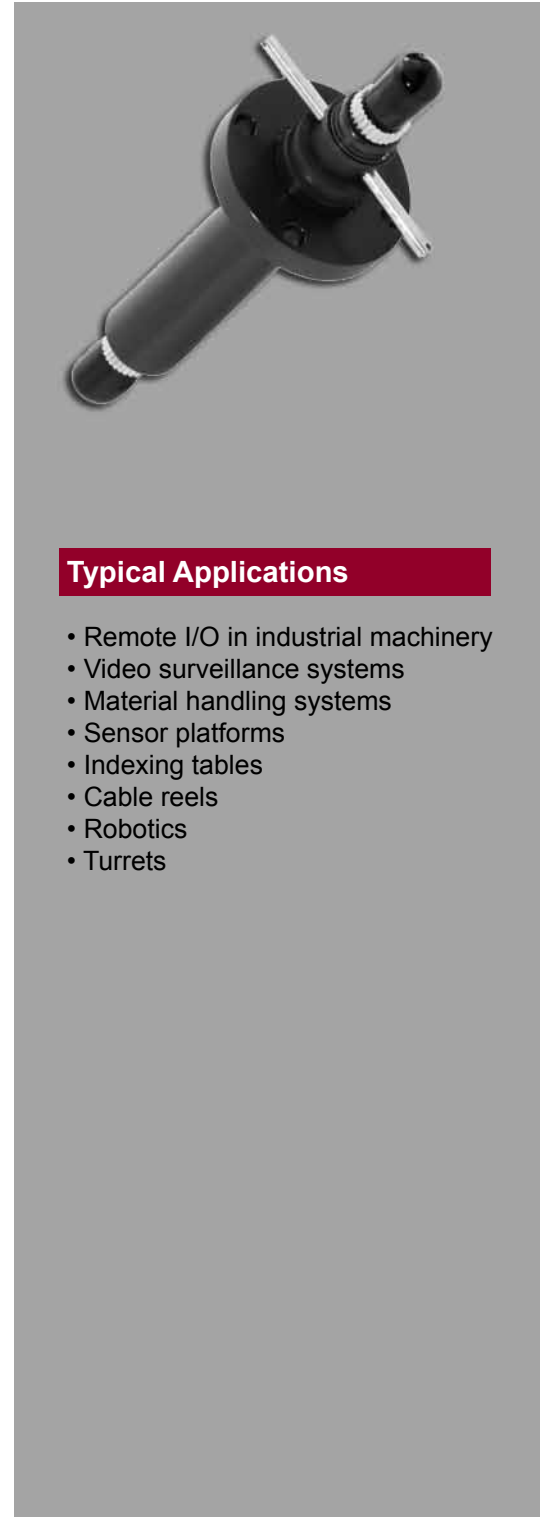 Typical Applications
• Remote I/O in industrial machinery
• Video surveillance systems
• Material handling systems
• Sensor platforms
• Indexing tables
• Cable reels
• Robotics
• Turrets